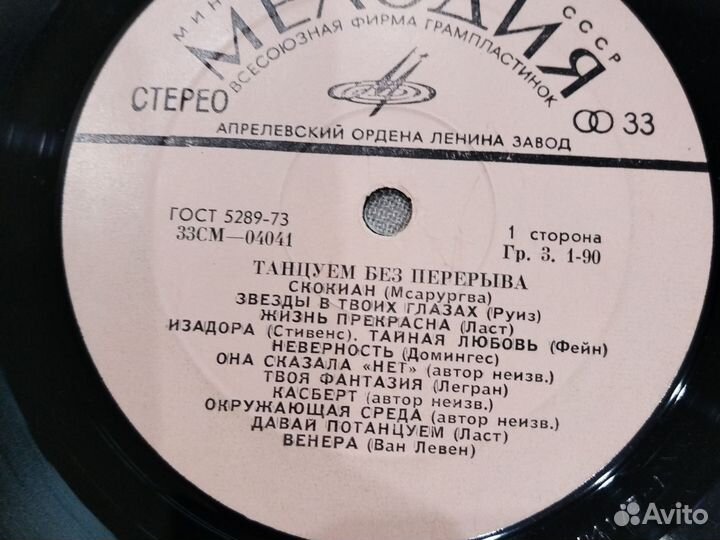 МИН СССР
МЕЛОДИЯ
ВСЕСОЮЗНАЯ ФИРМА ГРАМПЛАСТИНОК
СТЕРЕО
33
АПРЕЛЕВСКИЙ ОРДЕНА ЛЕНИНА ЗАВОД
ГОСТ 5289-73
33СМ—04041
1 сторона
Гр. 3. 1-90
ТАНЦУЕМ БЕЗ ПЕРЕРЫВА
СКОКИАН (Мсарургва)
ЗВЕЗДЫ В ТВОИХ ГЛАЗАХ (Руиз)
ЖИЗНЬ ПРЕКРАСНА (Ласт)
ИЗАДОРА (Стивенс). ТАЙНАЯ ЛЮБОВЬ (Фейн)
НЕВЕРНОСТЬ (Домингес)
ОНА СКАЗАЛА «НЕТ» (автор неизв.)
ТВОЯ ФАНТАЗИЯ (Легран)
КАСБЕРТ (автор неизв.)
ОКРУЖАЮЩАЯ СРЕДА (автор неизв.)
ДАВАЙ ПОТАНЦУЕМ (Ласт)
ВЕНЕРА (Ван Левен)
Avito